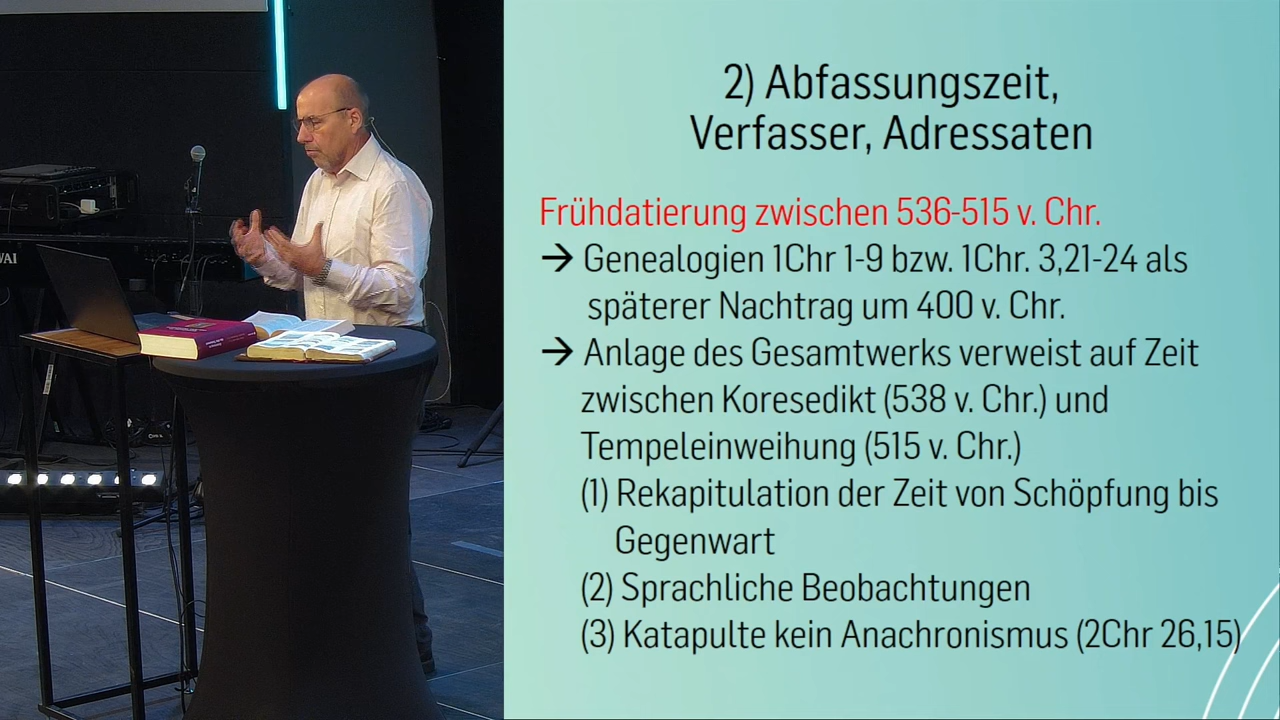 2) Abfassungszeit,
Verfasser, Adressaten
Frühdatierung zwischen 536-515 v. Chr.
→ Genealogien 1Chr 1-9 bzw. 1Chr. 3,21-24 als
späterer Nachtrag um 400 v. Chr.
→ Anlage des Gesamtwerks verweist auf Zeit
zwischen Koresedikt (538 v. Chr.) und
Tempeleinweihung (515 v. Chr.)
(1) Rekapitulation der Zeit von Schöpfung bis
Gegenwart
(2) Sprachliche Beobachtungen
(3) Katapulte kein Anachronismus (2Chr 26,15)